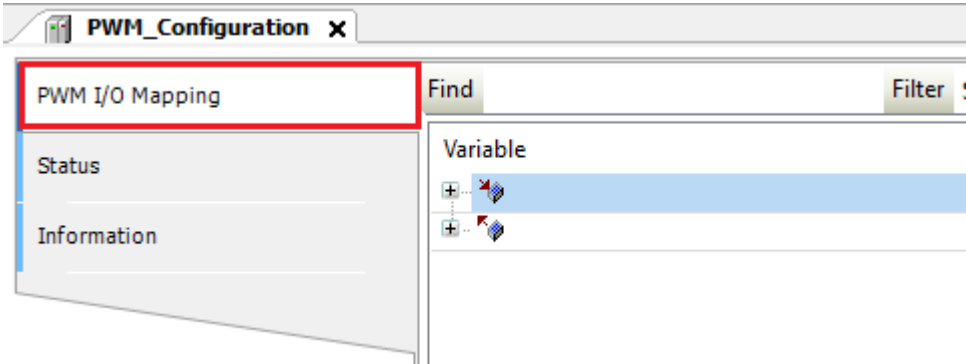 PWM_Configuration x
PWM I/O Mapping
Find
Filter
Variable
Status
Information